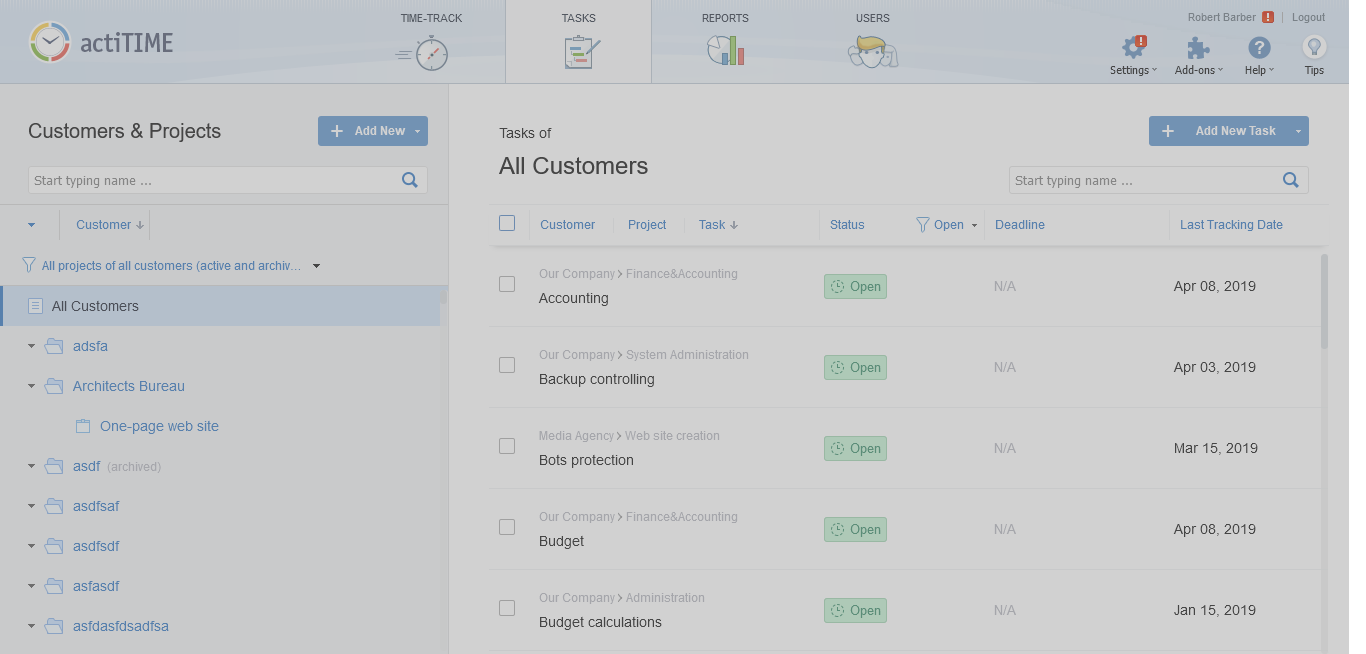 actiTIME
TIME-TRACK
TASKS
REPORTS
USERS
Robert Barber ! | Logout
Settings
Add-ons
Help
Tips
Customers & Projects
+ Add New
Start typing name ...
Customer ↓
All projects of all customers (active and archiv...
All Customers
adsfa
Architects Bureau
One-page web site
asdf (archived)
asdfsaf
asdfsdf
asfasdf
asfdasfdsadfsa
Tasks of
All Customers
+ Add New Task
Start typing name ...
Customer Project Task ↓ Status Open Deadline Last Tracking Date
Our Company > Finance&Accounting
Accounting Open N/A Apr 08, 2019
Our Company > System Administration
Backup controlling Open N/A Apr 03, 2019
Media Agency > Web site creation
Bots protection Open N/A Mar 15, 2019
Our Company > Finance&Accounting
Budget Open N/A Apr 08, 2019
Our Company > Administration
Budget calculations Open N/A Jan 15, 2019